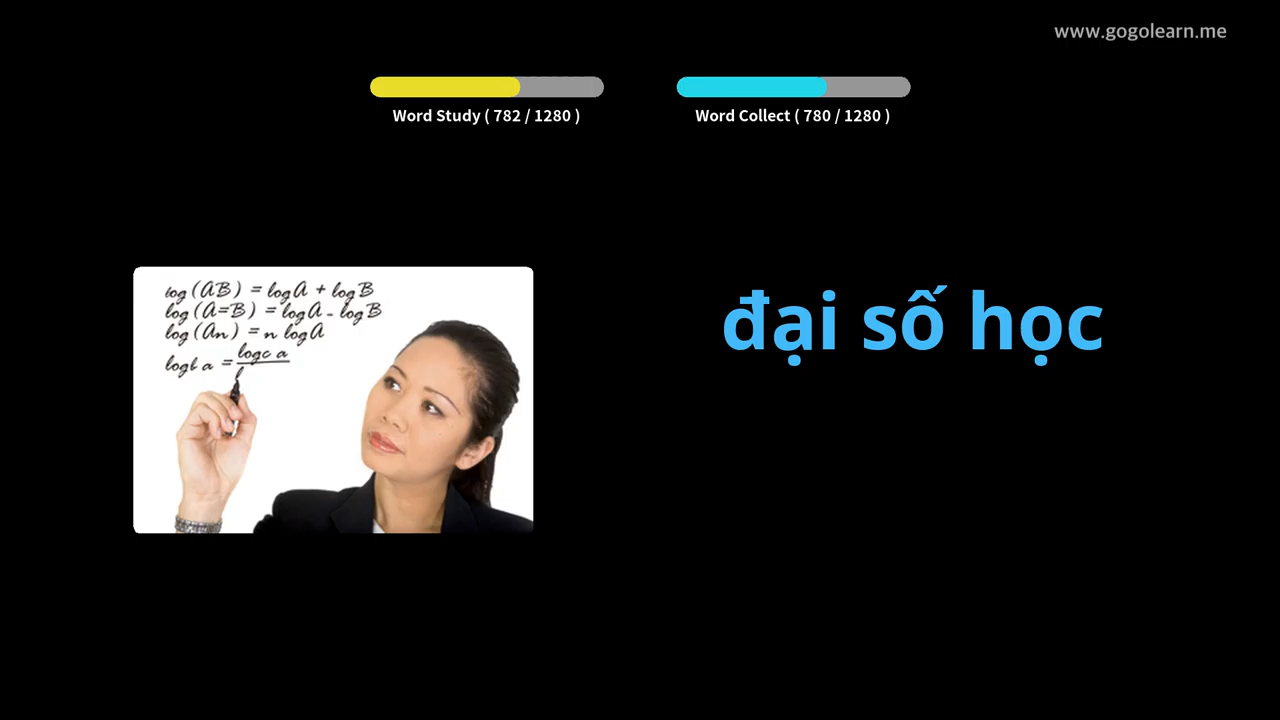 www.gogolearn.me
Word Study ( 782 / 1280 )
Word Collect ( 780 / 1280 )
log (AB) = log A + log B
log (A=B) = log A - log B
log (An) = n log A
logb a = logc a
đại số học